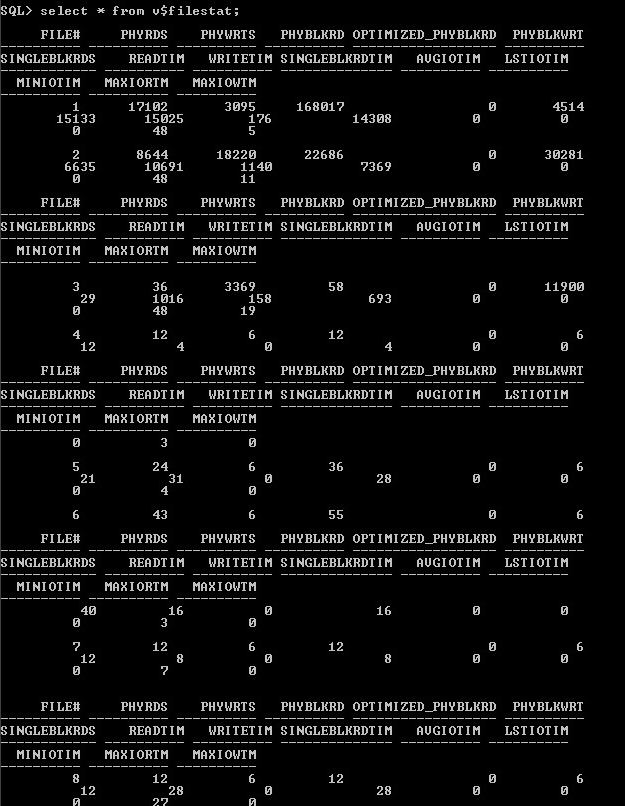 SQL> select * from v$filestat;
FILE# PHYRDS PHYWRTS PHYBLKRD OPTIMIZED_PHYBLKRD PHYBLKWRT
SINGLEBLKRDS READTIM WRITETIM SINGLEBLKRDTIM AVGIOTIM LSTIOTIM
MINIOTIM MAXIORTM MAXIOWTM
1 17102 3095 168017 0 4514
15133 15025 176 14308 0 0
0 48 5
2 8644 18220 22686 0 30281
6635 10691 1140 7369 0 0
0 48 11
FILE# PHYRDS PHYWRTS PHYBLKRD OPTIMIZED_PHYBLKRD PHYBLKWRT
SINGLEBLKRDS READTIM WRITETIM SINGLEBLKRDTIM AVGIOTIM LSTIOTIM
MINIOTIM MAXIORTM MAXIOWTM
3 36 3369 58 0 11900
29 1016 158 693 0 0
0 48 19
4 12 6 12 0 6
12 4 0 4 0 0
FILE# PHYRDS PHYWRTS PHYBLKRD OPTIMIZED_PHYBLKRD PHYBLKWRT
SINGLEBLKRDS READTIM WRITETIM SINGLEBLKRDTIM AVGIOTIM LSTIOTIM
MINIOTIM MAXIORTM MAXIOWTM
0 3 0
5 24 6 36 0 6
21 31 0 28 0 0
0 4 0
6 43 6 55 0 6
FILE# PHYRDS PHYWRTS PHYBLKRD OPTIMIZED_PHYBLKRD PHYBLKWRT
SINGLEBLKRDS READTIM WRITETIM SINGLEBLKRDTIM AVGIOTIM LSTIOTIM
MINIOTIM MAXIORTM MAXIOWTM
40 16 0 16 0 0
0 3 0
7 12 6 12 0 6
12 8 0 8 0 0
0 7 0
FILE# PHYRDS PHYWRTS PHYBLKRD OPTIMIZED_PHYBLKRD PHYBLKWRT
SINGLEBLKRDS READTIM WRITETIM SINGLEBLKRDTIM AVGIOTIM LSTIOTIM
MINIOTIM MAXIORTM MAXIOWTM
8 12 6 12 0 6
12 28 0 28 0 0
0 27 0